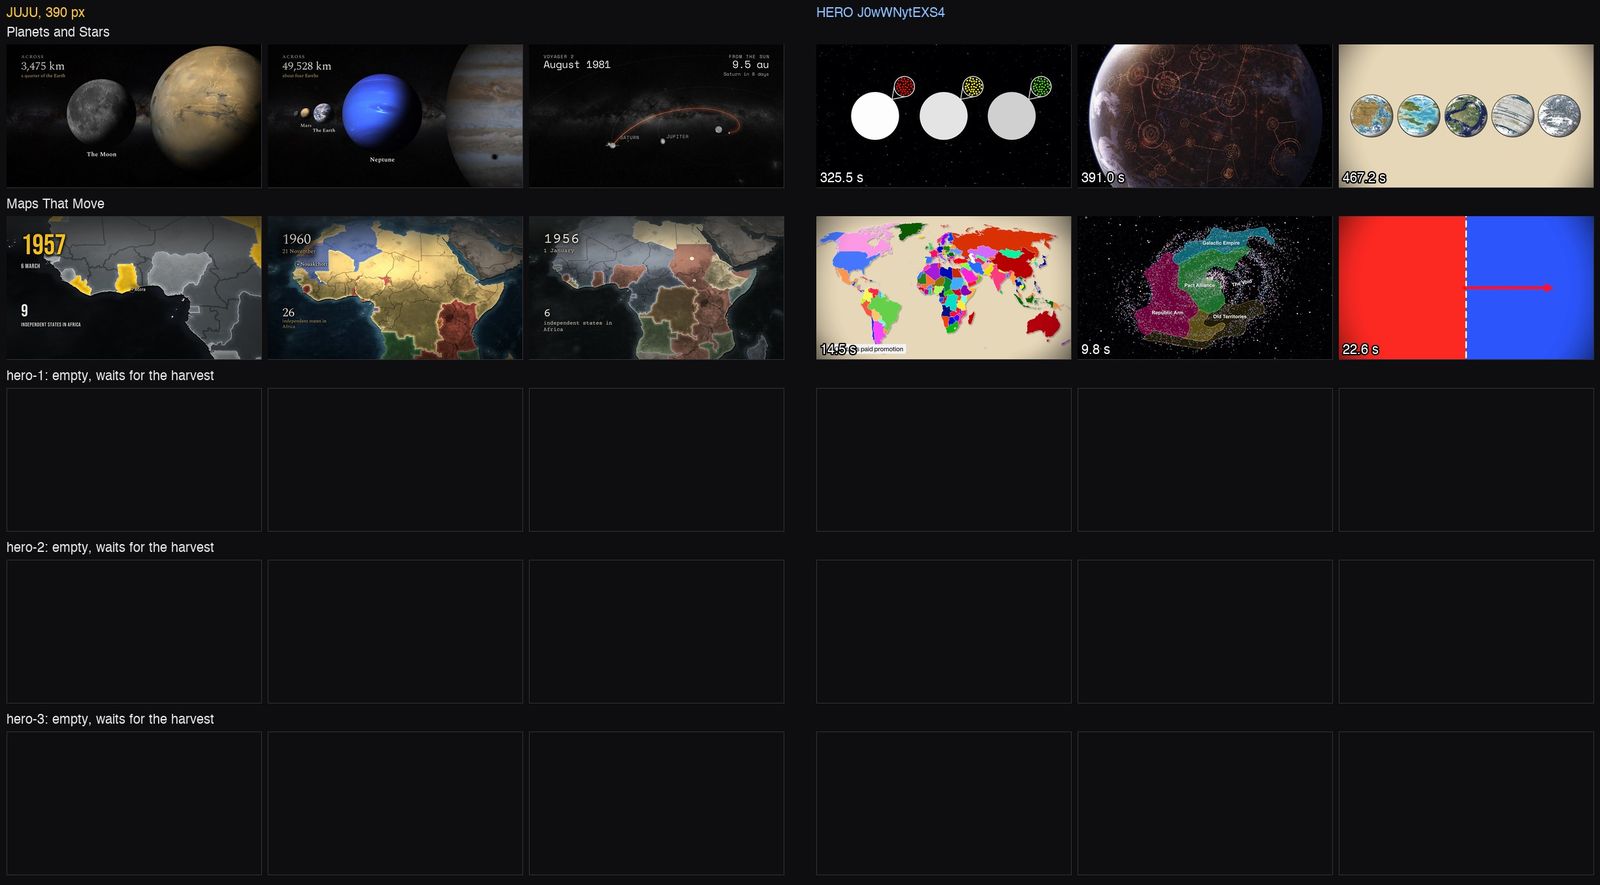 JUJU, 390 px
HERO J0wWNytEXS4
Planets and Stars
ACROSS
3,475 km
a quarter of the Earth
The Moon
ACROSS
49,528 km
about four Earths
Mars
The Earth
Neptune
VOYAGER 2
August 1981
FROM THE SUN
9.5 au
Saturn in 6 days
SATURN
JUPITER
325.5 s
391.0 s
467.2 s
Maps That Move
1957
6 MARCH
9
INDEPENDENT STATES IN AFRICA
1960
Nouakchott
26
independent states in
Africa
1956
1 January
6
independent states in
Africa
14.5 s
paid promotion
Galactic Empire
Pact Alliance
The Void
Republic Arm
Old Territories
9.8 s
22.6 s
hero-1: empty, waits for the harvest
hero-2: empty, waits for the harvest
hero-3: empty, waits for the harvest